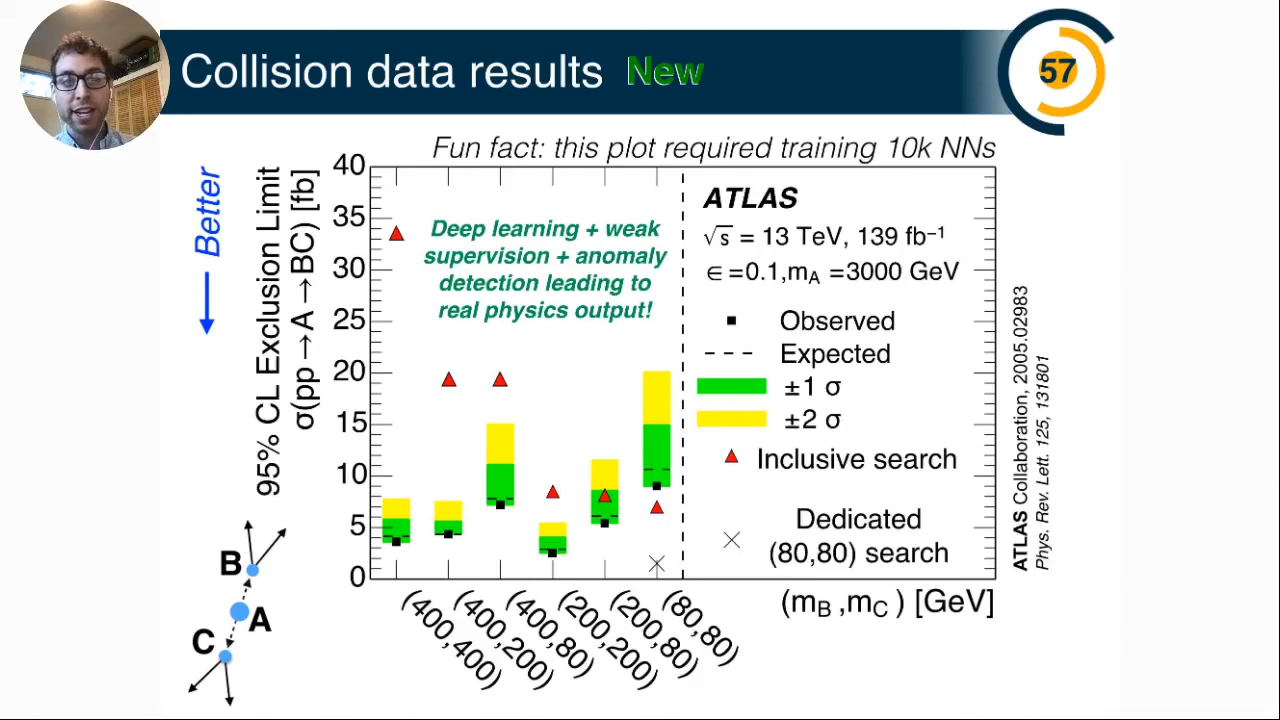 Collision data results New
57
Fun fact: this plot required training 10k NNs
Better
95% CL Exclusion Limit
σ(pp → A → BC) [fb]
40
35
30
25
20
15
10
5
0
Deep learning + weak
supervision + anomaly
detection leading to
real physics output!
ATLAS
√s = 13 TeV, 139 fb⁻¹
∈ =0.1,mA =3000 GeV
Observed
Expected
±1 σ
±2 σ
Inclusive search
Dedicated
(80,80) search
(400,400)
(400,200)
(400,80)
(200,200)
(200,80)
(80,80)
(mB ,mC ) [GeV]
ATLAS Collaboration, 2005.02983
Phys. Rev. Lett. 125, 131801
B
A
C